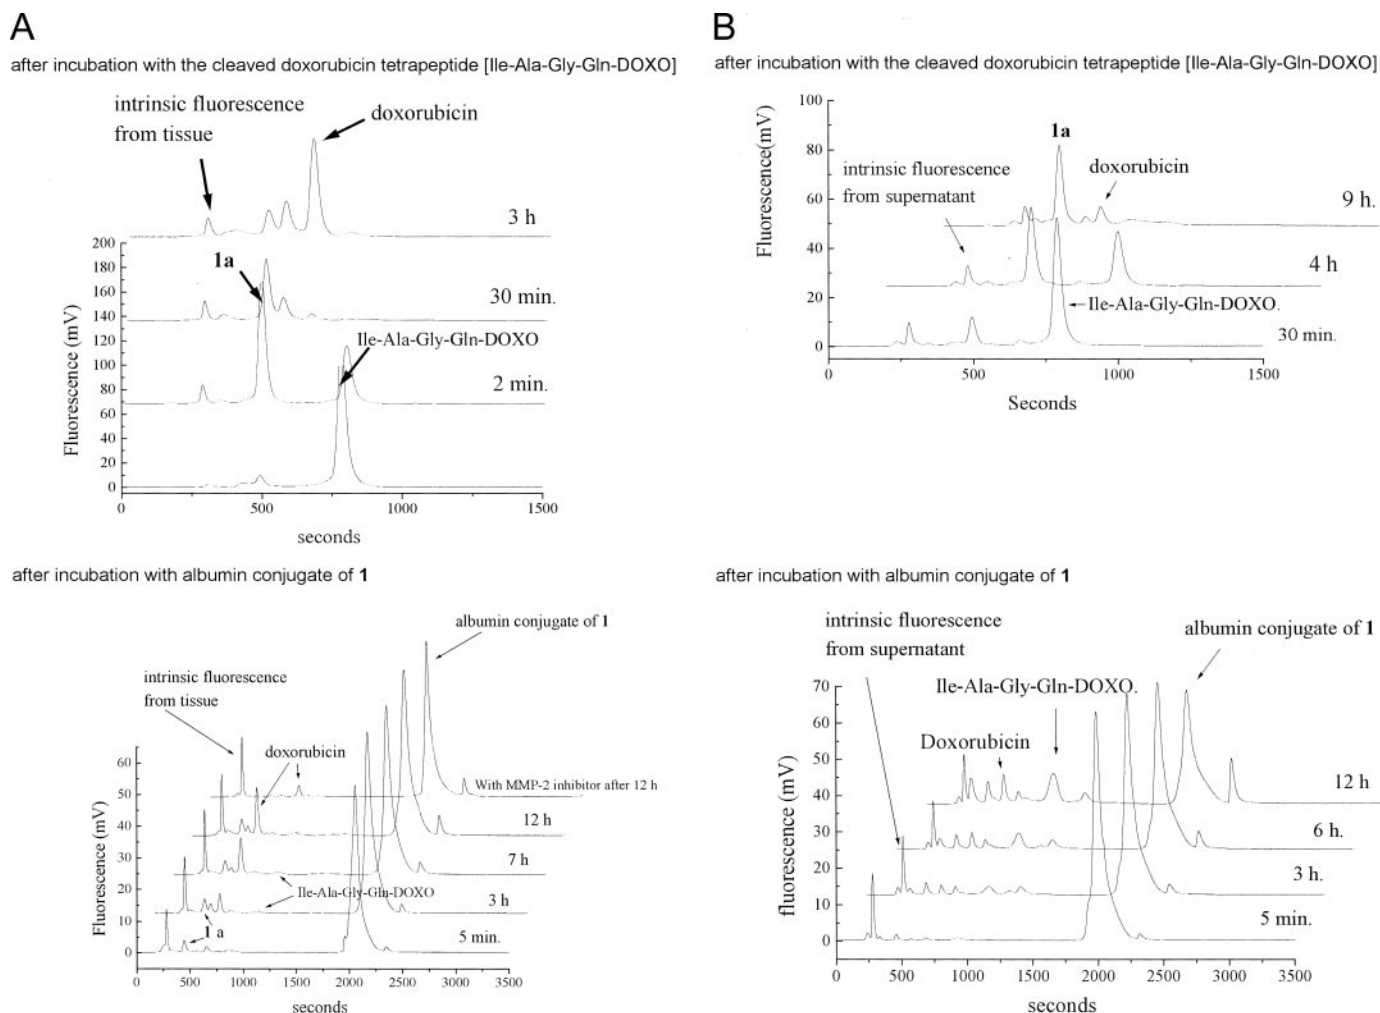 A
after incubation with the cleaved doxorubicin tetrapeptide [Ile-Ala-Gly-Gln-DOXO]
intrinsic fluorescence
from tissue
doxorubicin
3 h
1a
30 min.
Ile-Ala-Gly-Gln-DOXO
2 min.
Fluorescence (mV)
200
180
160
140
120
100
80
60
40
20
0
0
500
1000
1500
seconds
B
after incubation with the cleaved doxorubicin tetrapeptide [Ile-Ala-Gly-Gln-DOXO]
1a
intrinsic fluorescence
from supernatant
doxorubicin
9 h.
4 h
Ile-Ala-Gly-Gln-DOXO.
30 min.
Fluorescence(mV)
100
80
60
40
20
0
0
500
1000
1500
Seconds
after incubation with albumin conjugate of 1
albumin conjugate of 1
intrinsic fluorescence
from tissue
doxorubicin
With MMP-2 inhibitor after 12 h
12 h
7 h
Ile-Ala-Gly-Gln-DOXO
3 h
1 a
5 min.
Fluorescence (mV)
60
50
40
30
20
10
0
0
500
1000
1500
2000
2500
3000
3500
seconds
after incubation with albumin conjugate of 1
intrinsic fluorescence
from supernatant
albumin conjugate of 1
Ile-Ala-Gly-Gln-DOXO.
Doxorubicin
12 h
6 h.
3 h.
5 min.
fluorescence (mV)
70
60
50
40
30
20
10
0
0
500
1000
1500
2000
2500
3000
3500
seconds